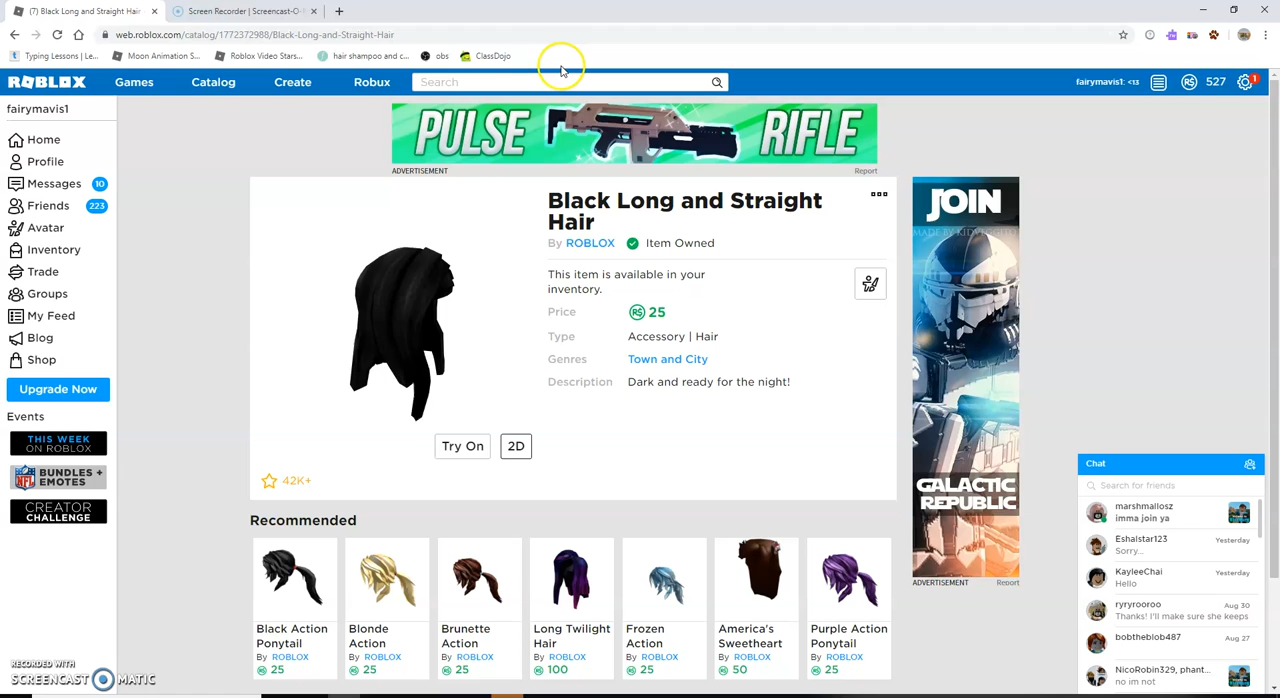 (7) Black Long and Straight Hair
Screen Recorder | Screencast-O-
web.roblox.com/catalog/1772372988/Black-Long-and-Straight-Hair
Typing Lessons | Le...
Moon Animation S...
Roblox Video Stars...
hair shampoo and c...
obs
ClassDojo
ROBLOX
Games
Catalog
Create
Robux
Search
fairymavis1: <13
527
1
fairymavis1
Home
Profile
Messages 10
Friends 223
Avatar
Inventory
Trade
Groups
My Feed
Blog
Shop
Upgrade Now
Events
THIS WEEK
ON ROBLOX
NFL BUNDLES +
EMOTES
CREATOR
CHALLENGE
PULSE RIFLE
ADVERTISEMENT
Report
Black Long and Straight
Hair
By ROBLOX Item Owned
This item is available in your
inventory.
Price R$ 25
Type Accessory | Hair
Genres Town and City
Description Dark and ready for the night!
Try On
2D
42K+
Recommended
Black Action
Ponytail
By ROBLOX
25
Blonde
Action
By ROBLOX
25
Brunette
Action
By ROBLOX
25
Long Twilight
Hair
By ROBLOX
100
Frozen
Action
By ROBLOX
25
America's
Sweetheart
By ROBLOX
50
Purple Action
Ponytail
By ROBLOX
25
JOIN
GALACTIC
REPUBLIC
ADVERTISEMENT
Report
Chat
Search for friends
marshmallosz
imma join ya
Eshalstar123 Yesterday
Sorry...
KayleeChai Yesterday
Hello
ryryrooroo Aug 30
Thanks! I'll make sure she keeps
bobtheblob487 Aug 27
NicoRobin329, phant...
no im not
RECORDED WITH
SCREENCAST MATIC